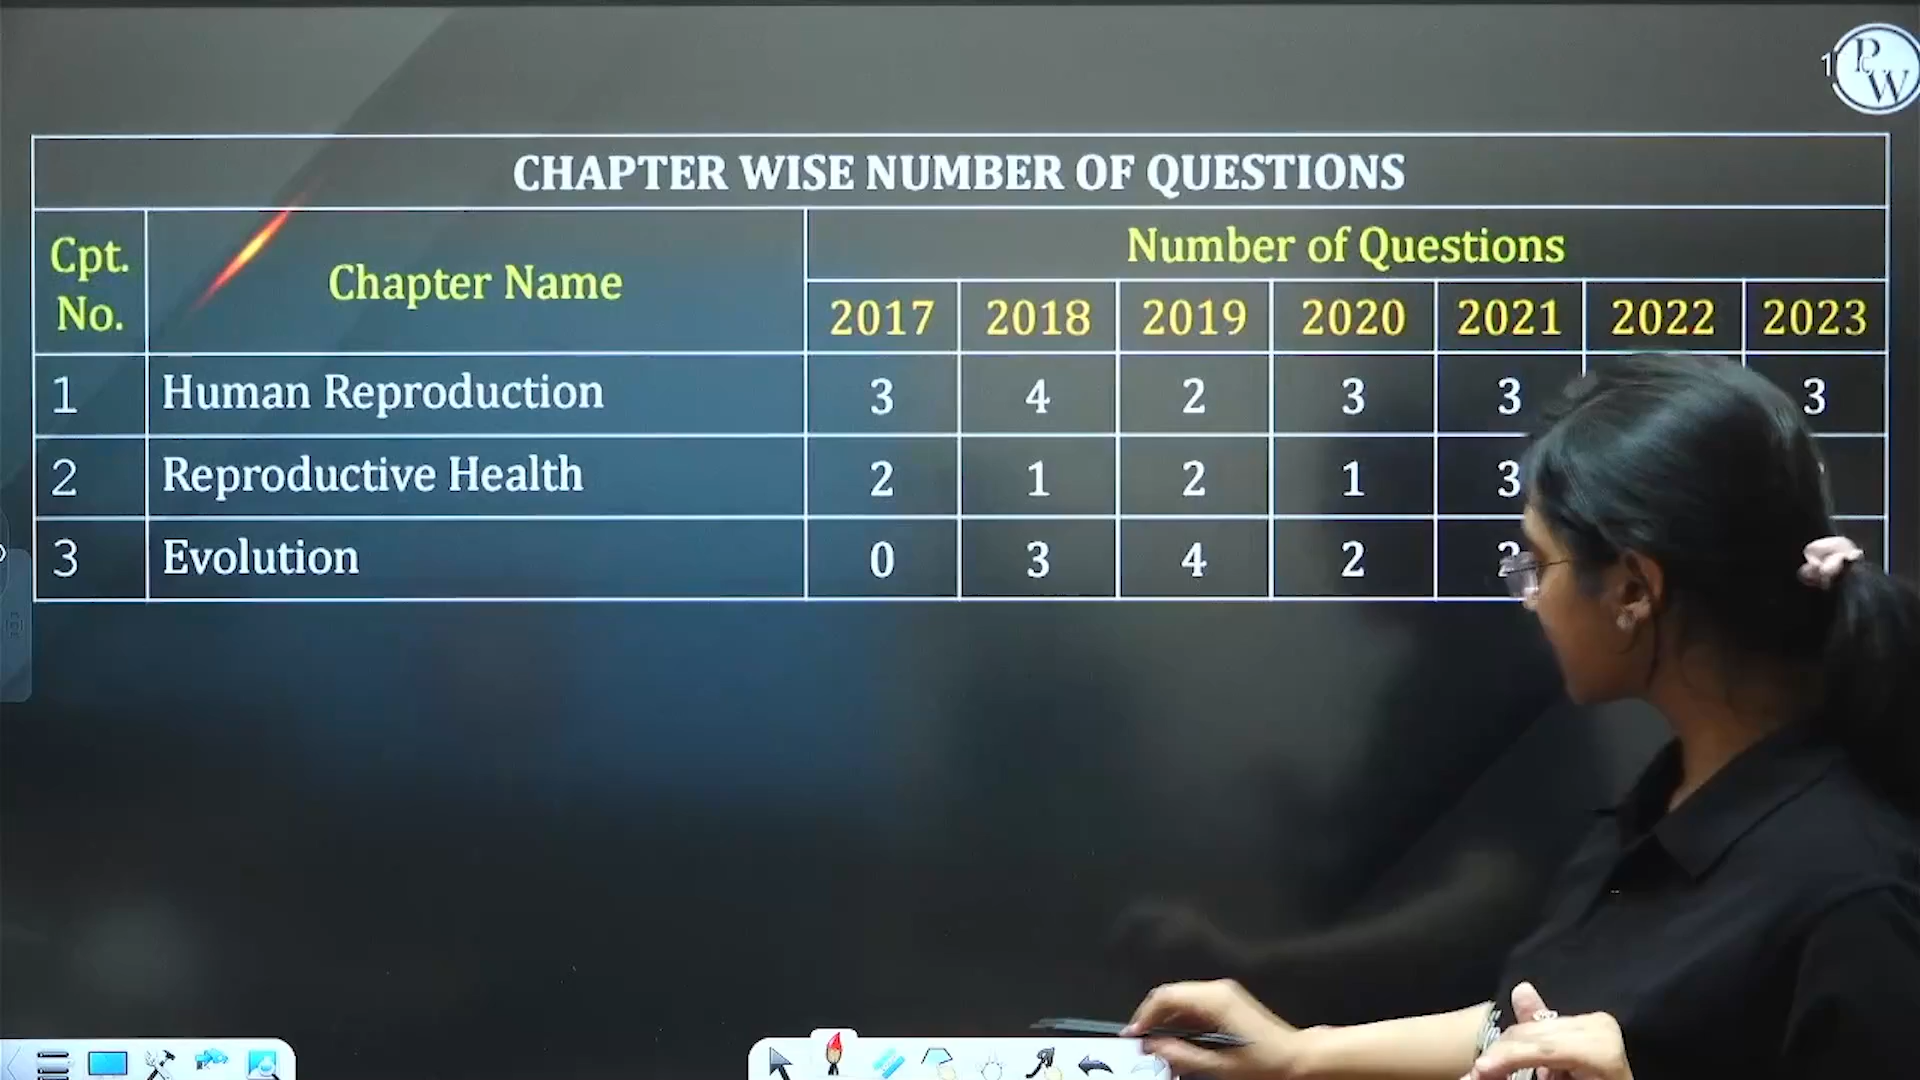 PW
CHAPTER WISE NUMBER OF QUESTIONS
Cpt. No. Chapter Name Number of Questions
2017 2018 2019 2020 2021 2022 2023
1 Human Reproduction 3 4 2 3 3 3
2 Reproductive Health 2 1 2 1 3
3 Evolution 0 3 4 2